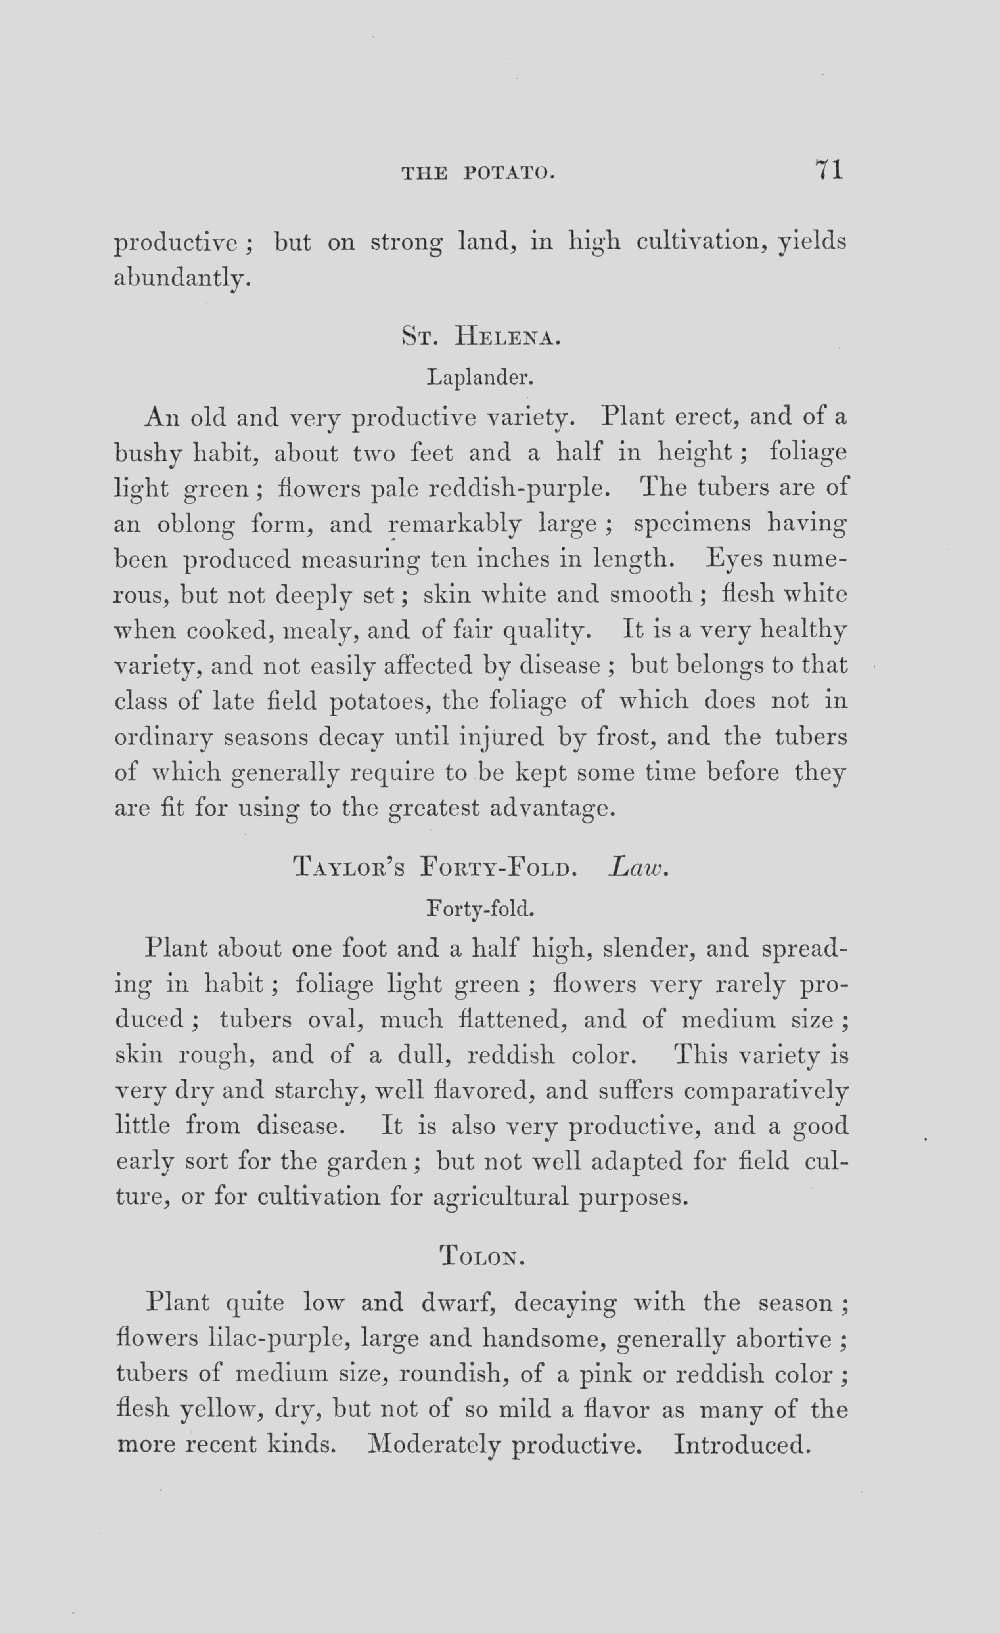 THE POTATO. 71
productive ; but on strong land, in high cultivation, yields
abundantly.
St. Helena.
Laplander.
An old and very productive variety. Plant erect, and of a
bushy habit, about two feet and a half in height ; foliage
light green ; flowers pale reddish-purple. The tubers are of
an oblong form, and remarkably large ; specimens having
been produced measuring ten inches in length. Eyes nume-
rous, but not deeply set ; skin white and smooth ; flesh white
when cooked, mealy, and of fair quality. It is a very healthy
variety, and not easily affected by disease ; but belongs to that
class of late field potatoes, the foliage of which does not in
ordinary seasons decay until injured by frost, and the tubers
of which generally require to be kept some time before they
are fit for using to the greatest advantage.
Taylor's Forty-Fold. Law.
Forty-fold.
Plant about one foot and a half high, slender, and spread-
ing in habit ; foliage light green ; flowers very rarely pro-
duced ; tubers oval, much flattened, and of medium size ;
skin rough, and of a dull, reddish color. This variety is
very dry and starchy, well flavored, and suffers comparatively
little from disease. It is also very productive, and a good
early sort for the garden ; but not well adapted for field cul-
ture, or for cultivation for agricultural purposes.
Tolon.
Plant quite low and dwarf, decaying with the season ;
flowers lilac-purple, large and handsome, generally abortive ;
tubers of medium size, roundish, of a pink or reddish color ;
flesh yellow, dry, but not of so mild a flavor as many of the
more recent kinds. Moderately productive. Introduced.